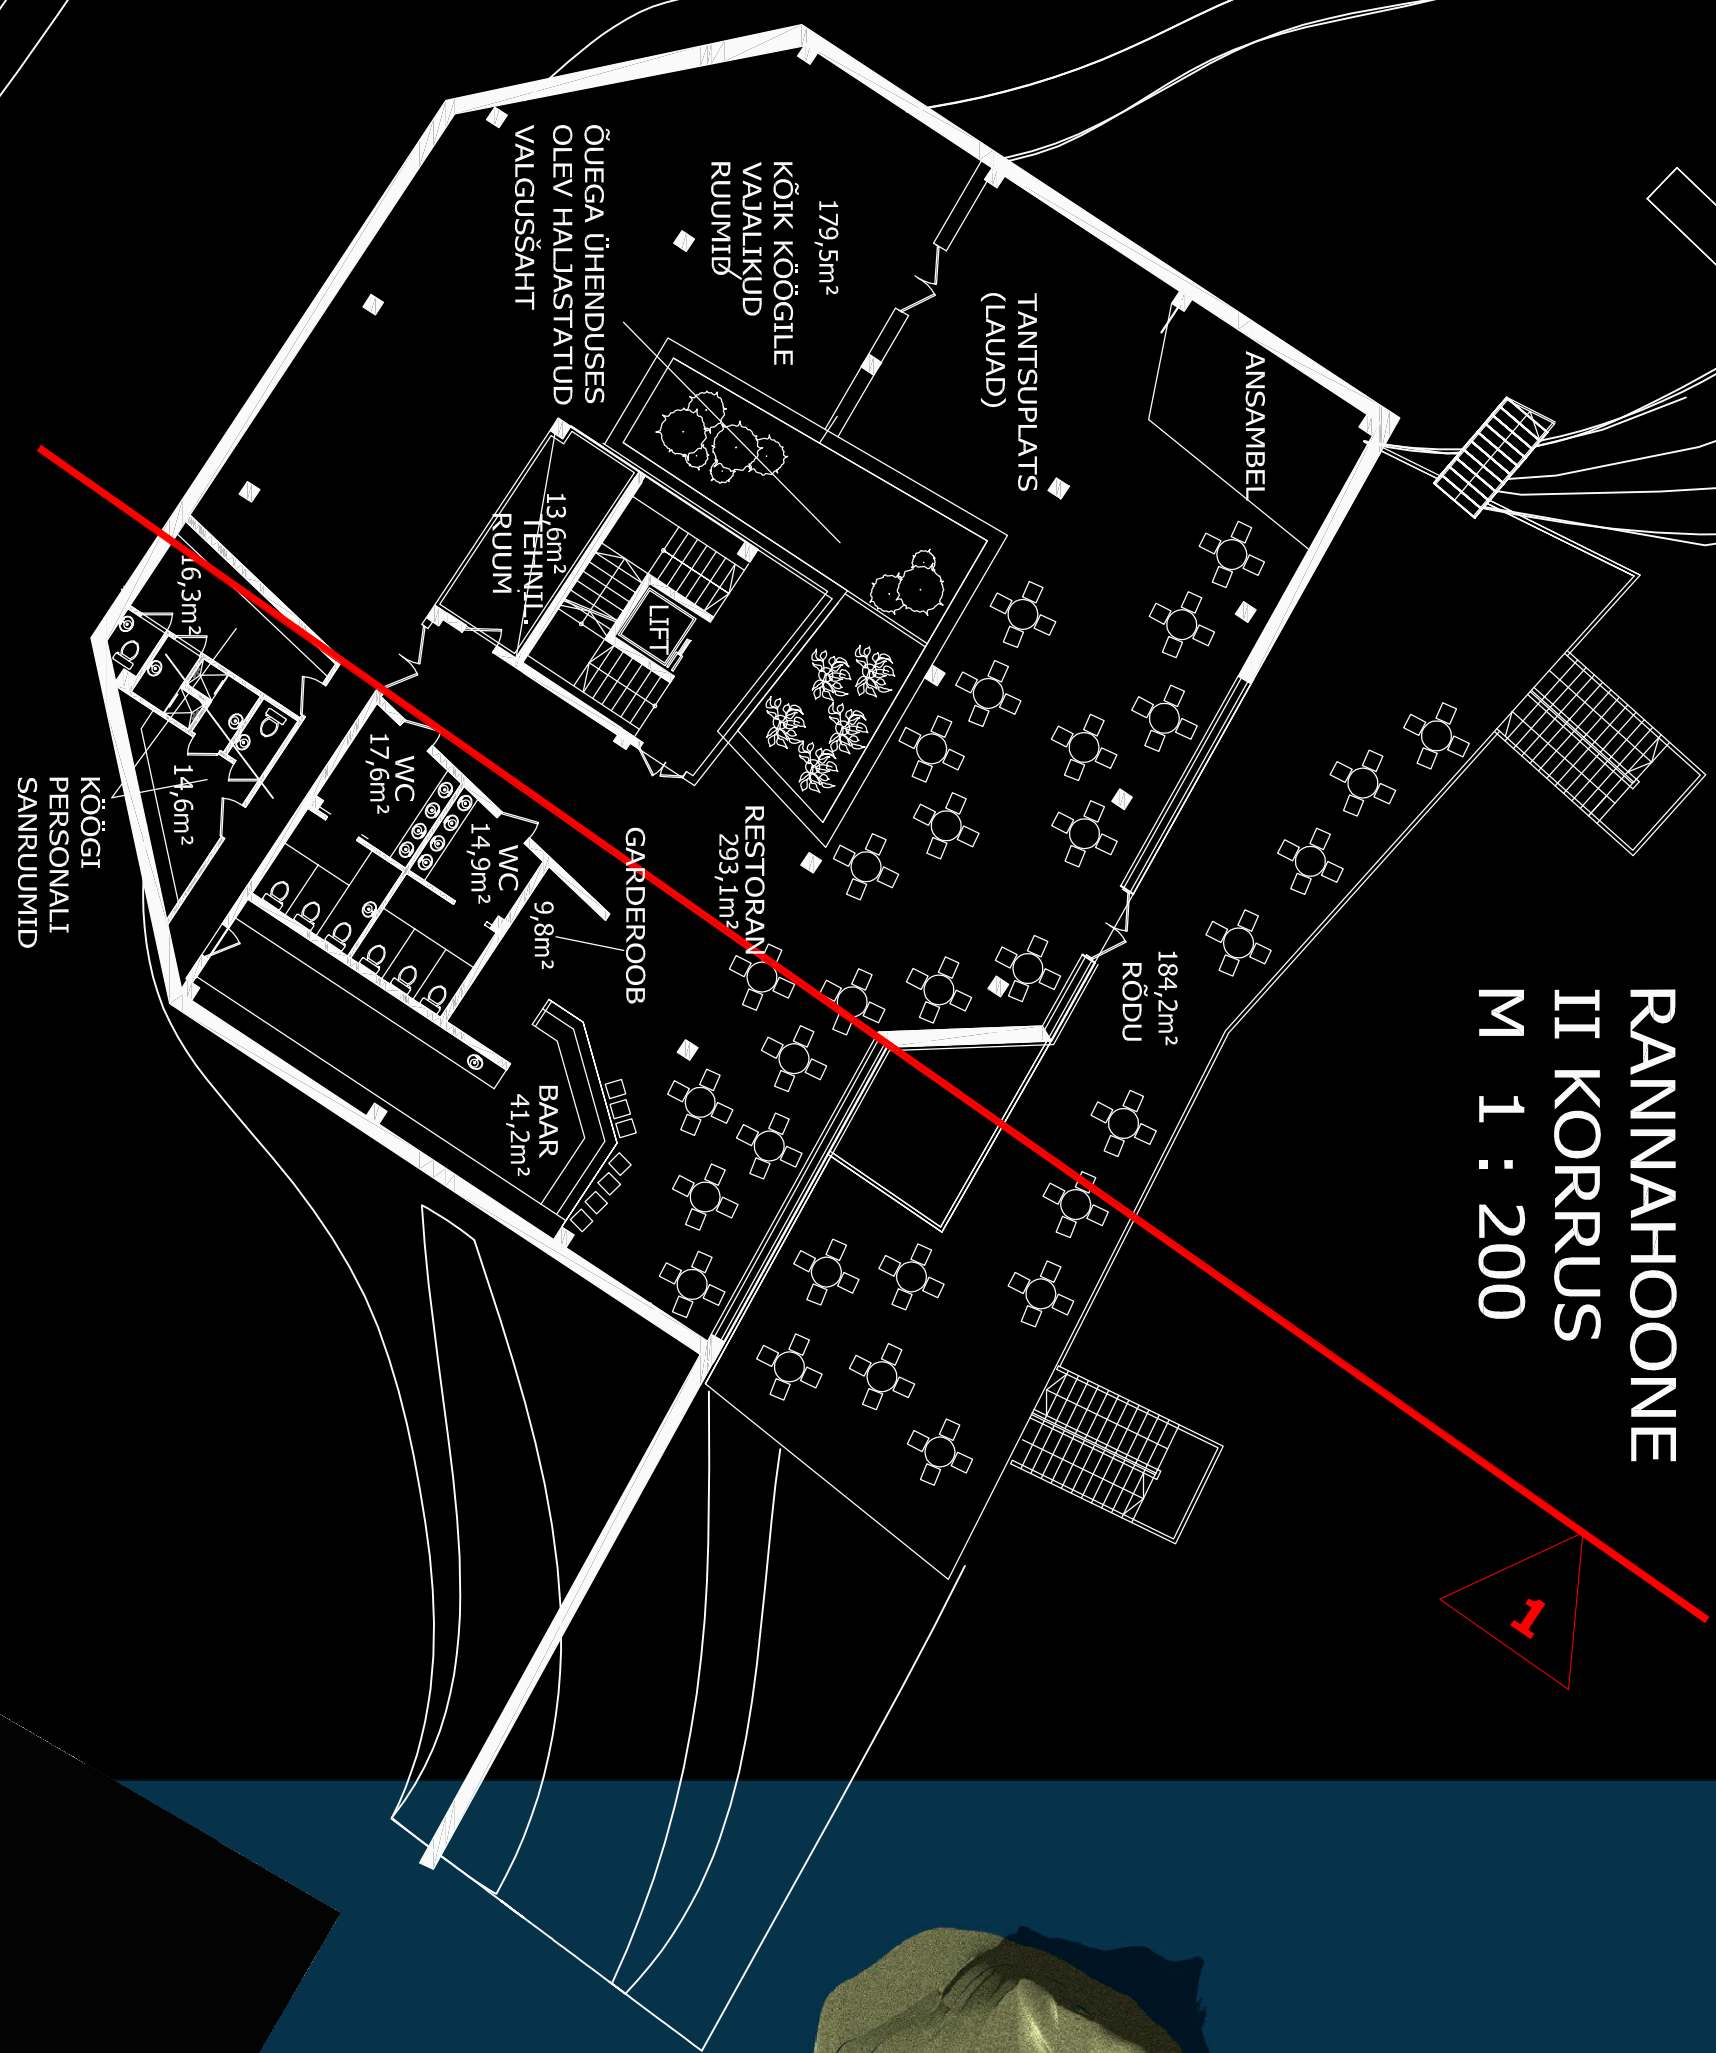 RANNAHOONE
II KORRUS
M 1 : 200
ANSAMBEL
184,2m²
RÕDU
TANTSUPLATS
(LAUAD)
179,5m²
KÕIK KÖÖGILE
VAJALIKUD
RUUMID
ÕUEGA ÜHENDUSES
OLEV HALJASTATUD
VALGUSŠAHT
13,6m²
TEHNIL.
RUUM
LIFT
RESTORAN
293,1m²
GARDEROOB
9,8m²
WC
14,9m²
WC
17,6m²
BAAR
41,2m²
16,3m²
14,6m²
KÖÖGI
PERSONALI
SANRUUMID
1